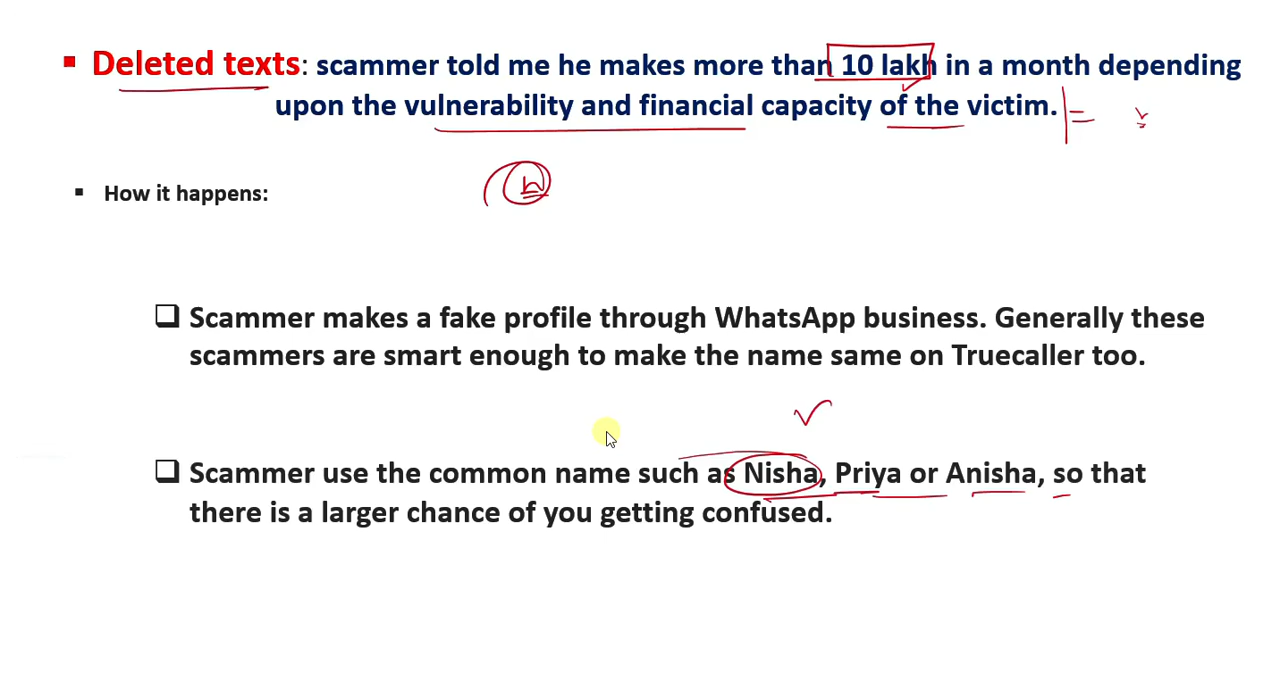 Deleted texts: scammer told me he makes more than 10 lakh in a month depending
upon the vulnerability and financial capacity of the victim.
How it happens:
Scammer makes a fake profile through WhatsApp business. Generally these
scammers are smart enough to make the name same on Truecaller too.
Scammer use the common name such as Nisha, Priya or Anisha, so that
there is a larger chance of you getting confused.